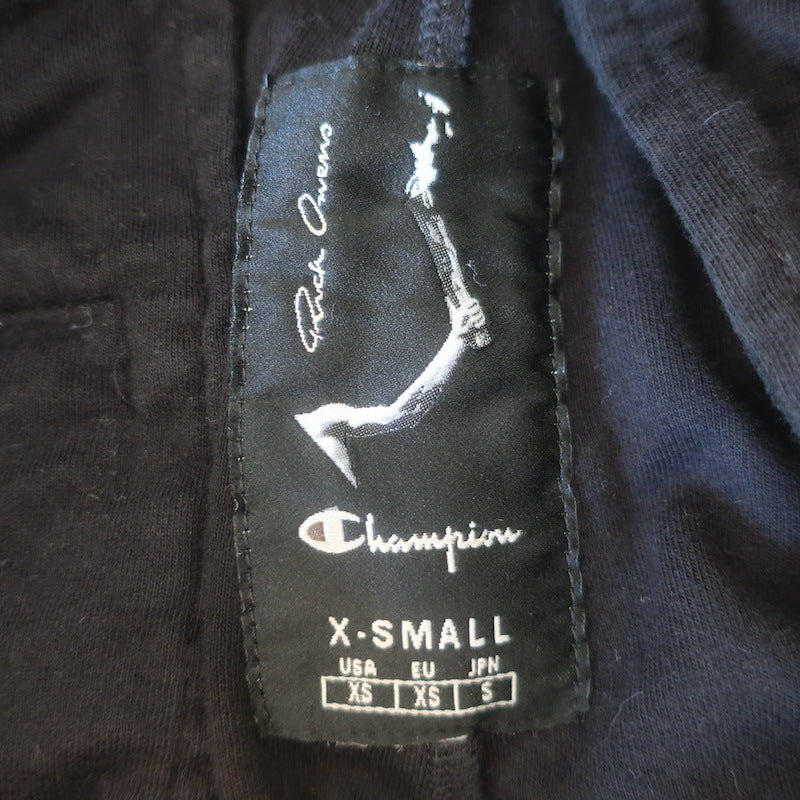 Rick Owens
Champion
X-SMALL
USA EU JPN
XS XS S